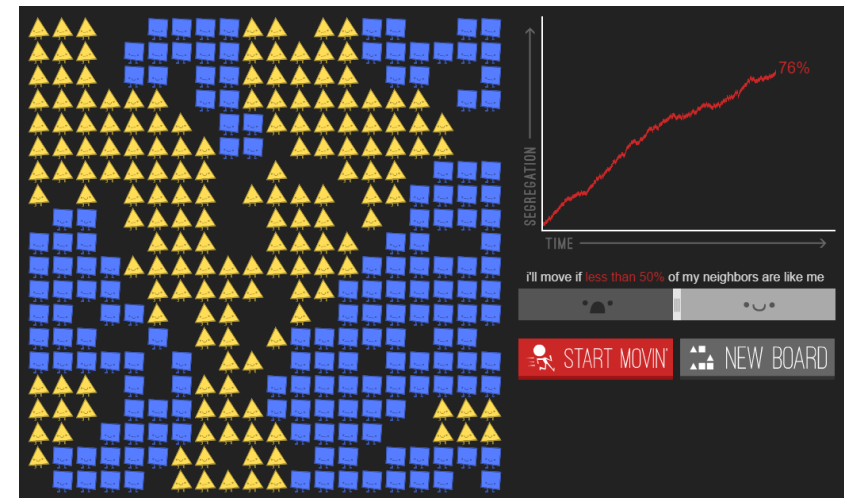 76%
SEGREGATION
TIME
i'll move if less than 50% of my neighbors are like me
START MOVIN'
NEW BOARD